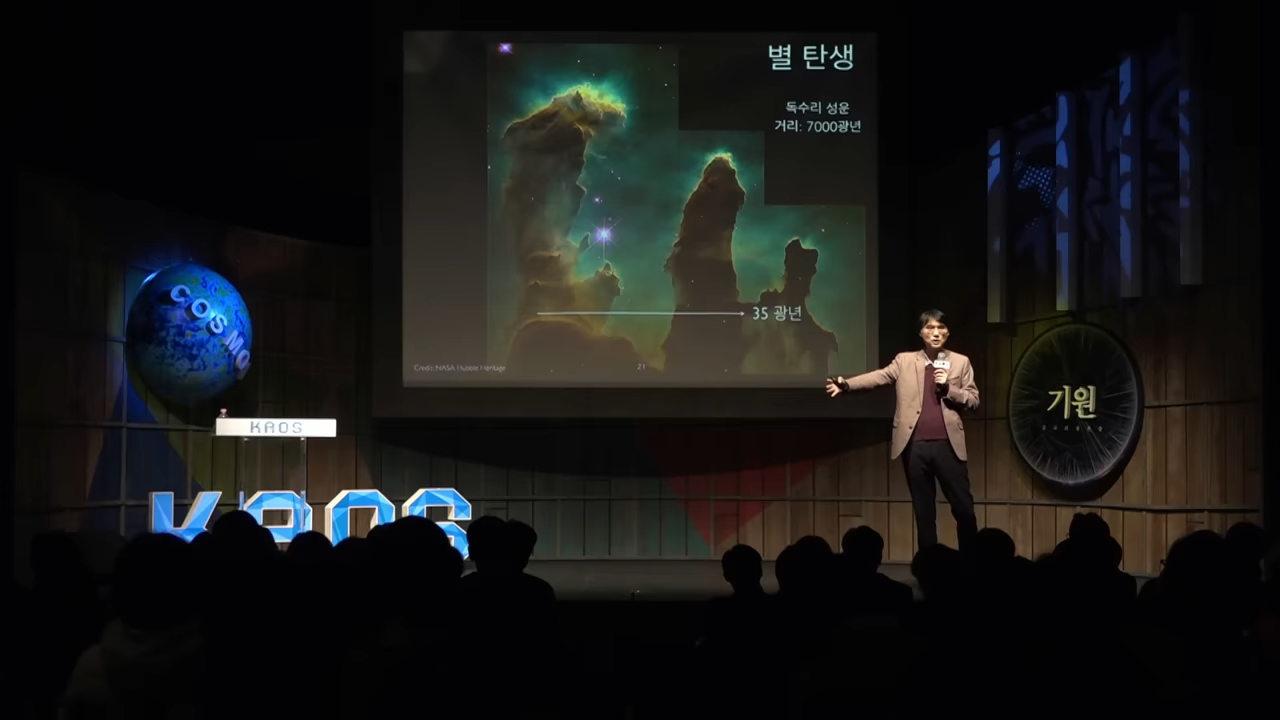 별 탄생
독수리 성운
거리: 7000광년
35 광년
Credit: NASA Hubble Heritage
21
COSMO
KAOS
KAOS
기원